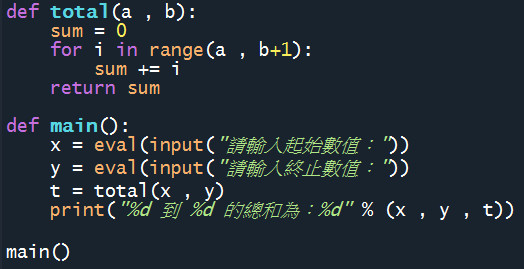 def total(a , b):
    sum = 0
    for i in range(a , b+1):
        sum += i
    return sum
def main():
    x = eval(input("請輸入起始數值："))
    y = eval(input("請輸入終止數值："))
    t = total(x , y)
    print("%d 到 %d 的總和為：%d" % (x , y , t))
main()